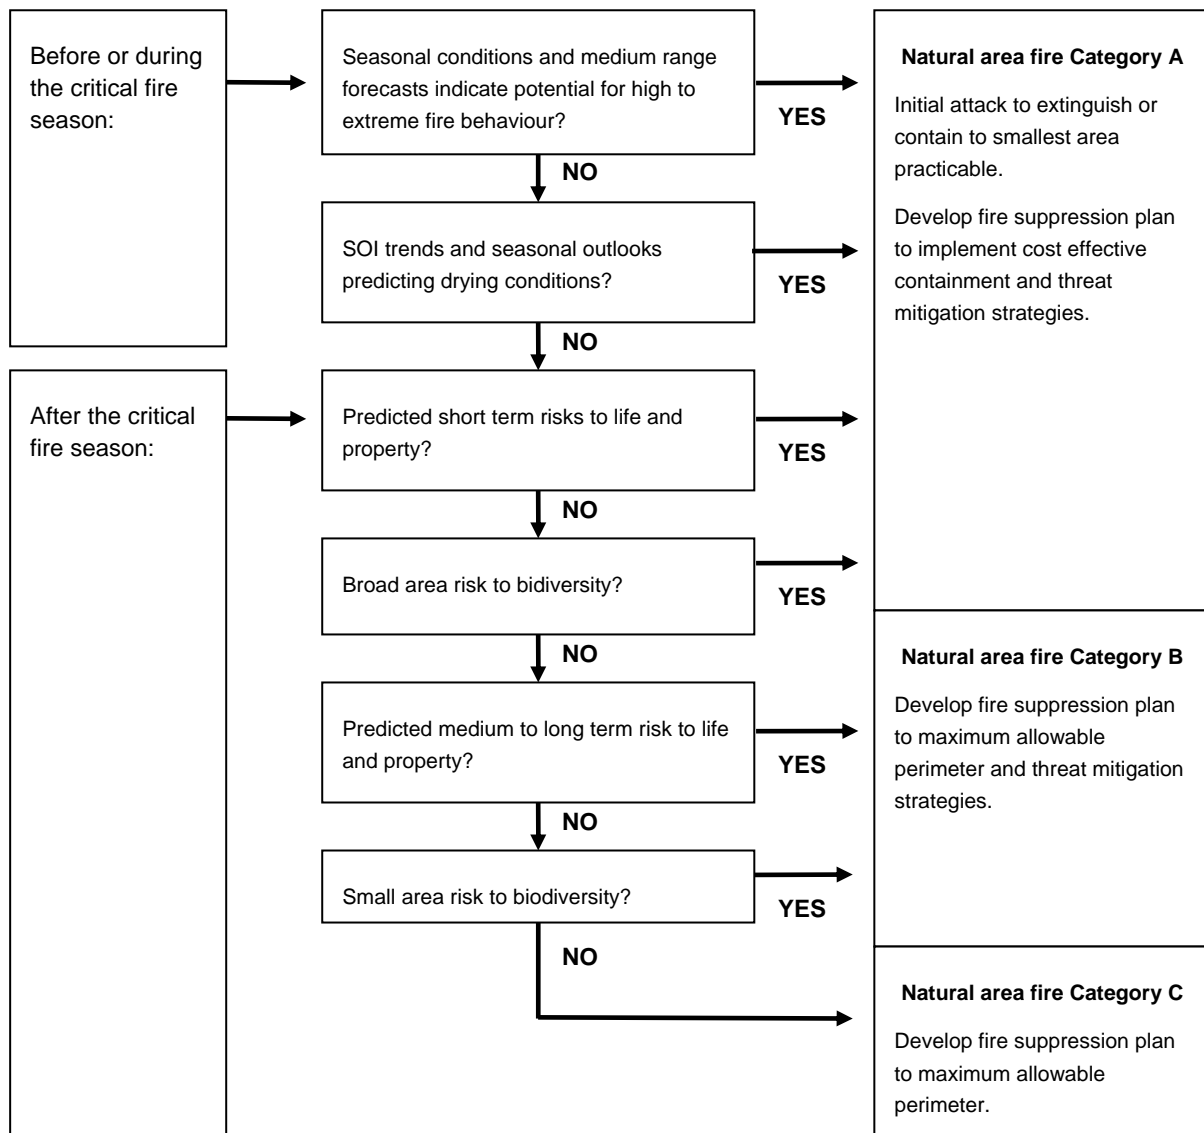 Before or during
the critical fire
season:
Seasonal conditions and medium range
forecasts indicate potential for high to
extreme fire behaviour?
YES
NO
SOI trends and seasonal outlooks
predicting drying conditions?
YES
NO
After the critical
fire season:
Predicted short term risks to life and
property?
YES
NO
Broad area risk to bidiversity?
YES
NO
Predicted medium to long term risk to life
and property?
YES
NO
Small area risk to biodiversity?
YES
NO
Natural area fire Category A
Initial attack to extinguish or
contain to smallest area
practicable.
Develop fire suppression plan
to implement cost effective
containment and threat
mitigation strategies.
Natural area fire Category B
Develop fire suppression plan
to maximum allowable
perimeter and threat mitigation
strategies.
Natural area fire Category C
Develop fire suppression plan
to maximum allowable
perimeter.